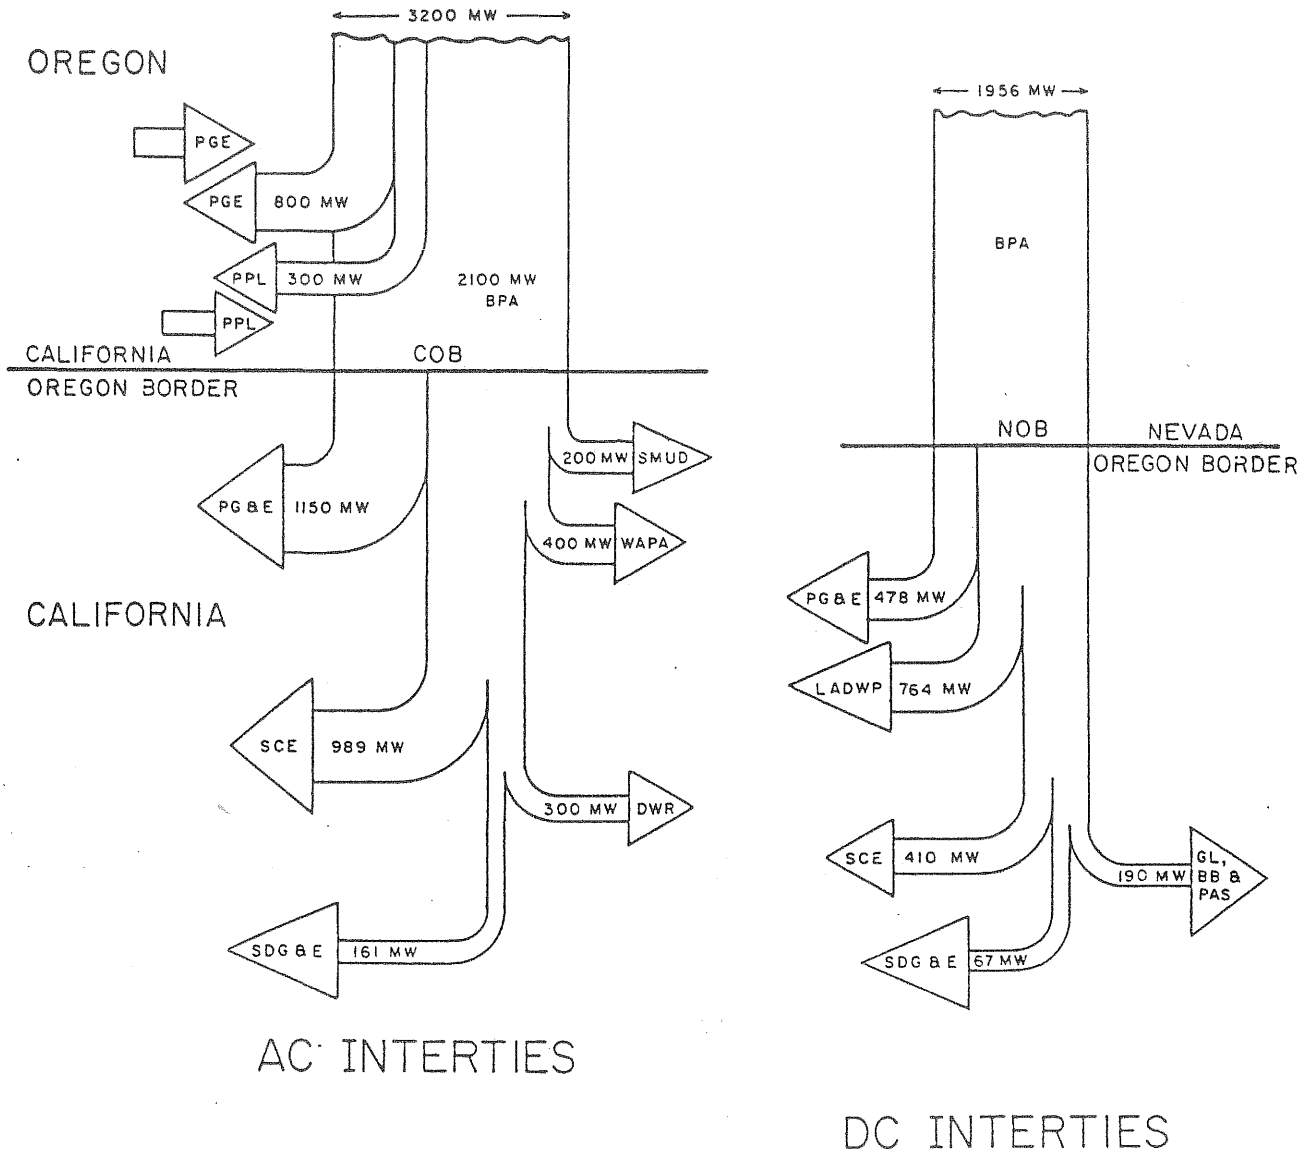 3200 MW
OREGON
1956 MW
PGE
PGE
800 MW
BPA
PPL
300 MW
2100 MW
BPA
PPL
CALIFORNIA
COB
OREGON BORDER
NOB
NEVADA
OREGON BORDER
200 MW
SMUD
PG & E
1150 MW
400 MW
WAPA
PG & E
478 MW
CALIFORNIA
LADWP
764 MW
SCE
989 MW
300 MW
DWR
SCE
410 MW
190 MW
GL,
BB &
PAS
SDG & E
161 MW
SDG & E
67 MW
AC INTERTIES
DC INTERTIES